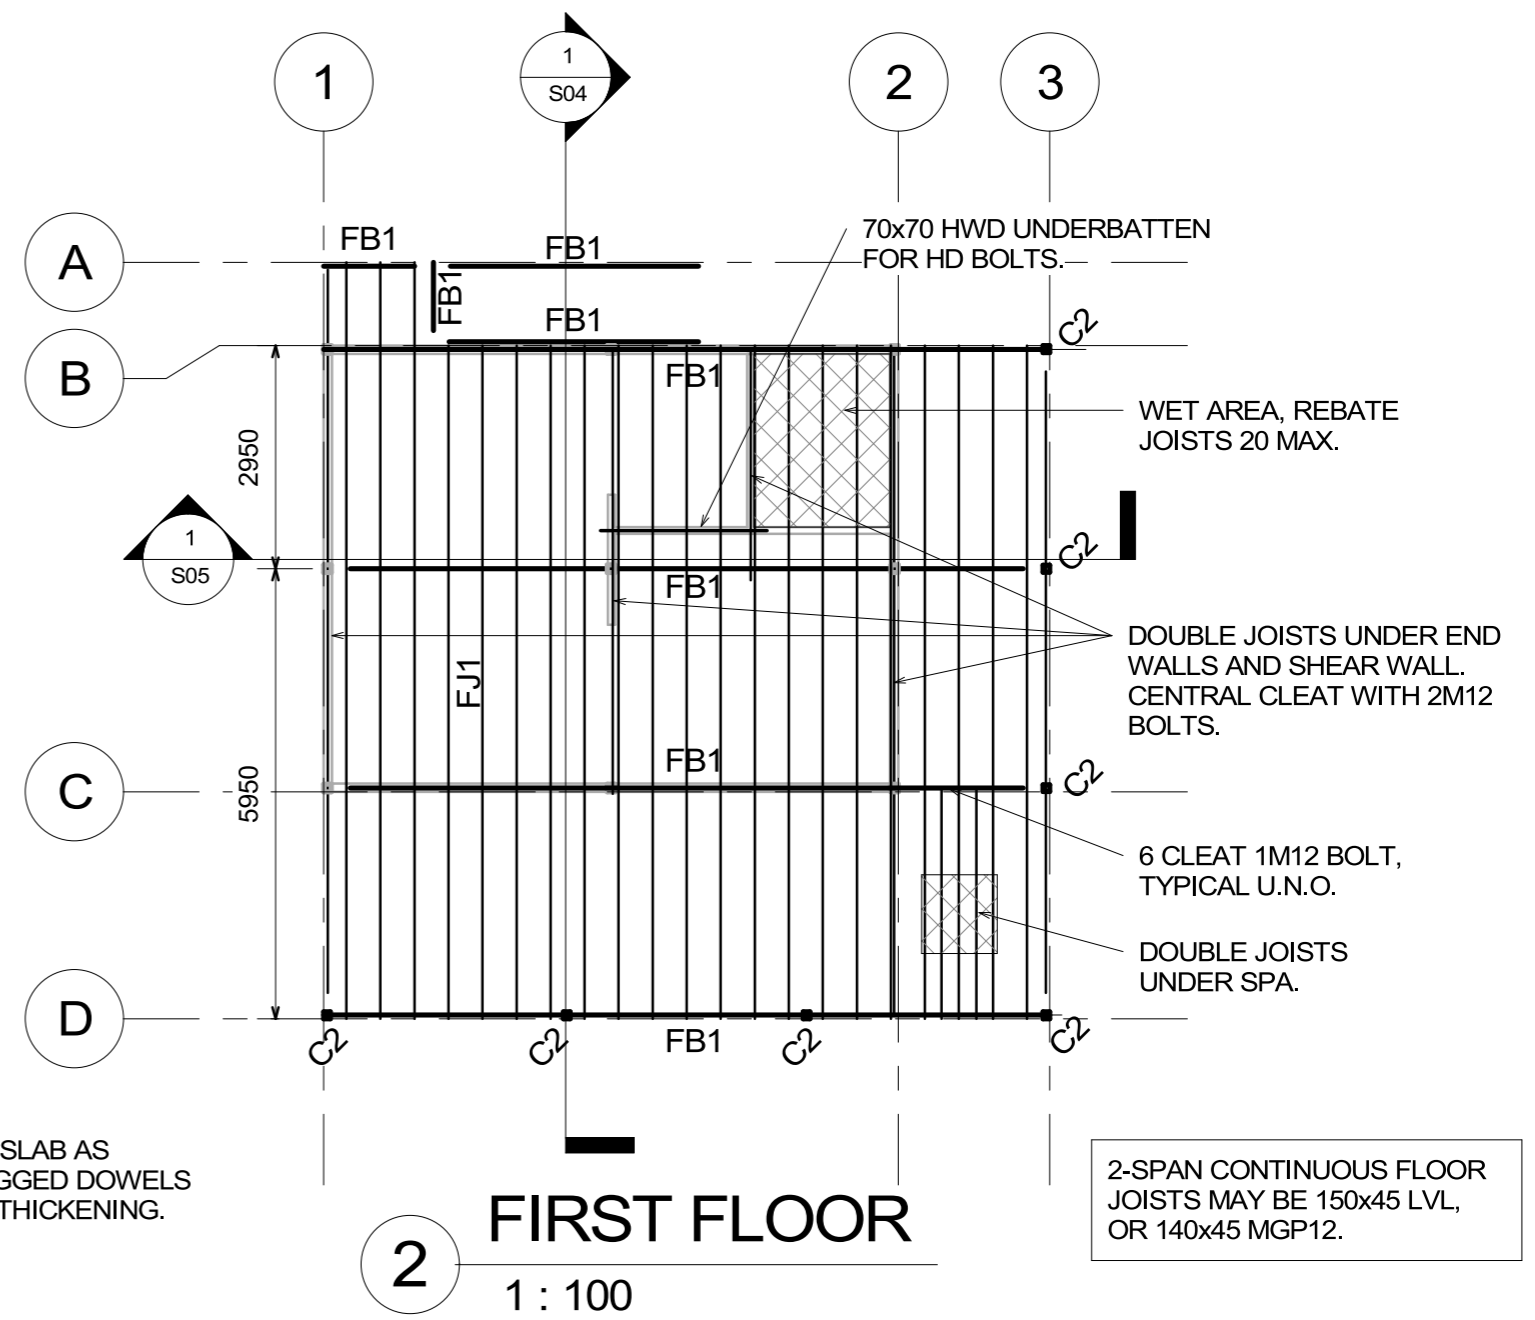 1
1
S04
2
3
A
FB1
FB1
FB1
70x70 HWD UNDERBATTEN
FOR HD BOLTS.
B
FB1
C2
FB1
2950
WET AREA, REBATE
JOISTS 20 MAX.
1
S05
C2
FB1
DOUBLE JOISTS UNDER END
WALLS AND SHEAR WALL.
CENTRAL CLEAT WITH 2M12
BOLTS.
FJ1
C
5950
FB1
C2
6 CLEAT 1M12 BOLT,
TYPICAL U.N.O.
DOUBLE JOISTS
UNDER SPA.
D
C2
C2
FB1
C2
C2
SLAB AS
GGED DOWELS
THICKENING.
2
FIRST FLOOR
1 : 100
2-SPAN CONTINUOUS FLOOR
JOISTS MAY BE 150x45 LVL,
OR 140x45 MGP12.